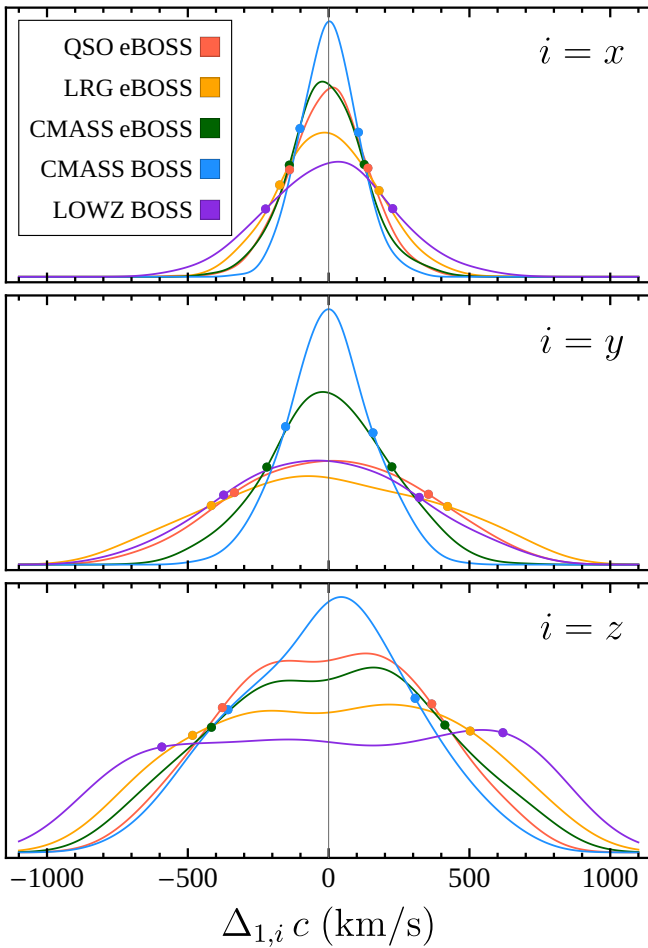 QSO eBOSS
LRG eBOSS
CMASS eBOSS
CMASS BOSS
LOWZ BOSS
i = x
i = y
i = z
−1000 −500 0 500 1000
Δ₁,ᵢ c (km/s)